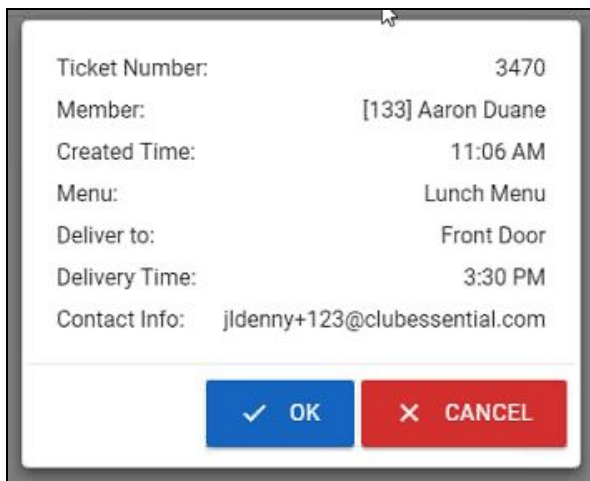 Ticket Number: 3470
Member: [133] Aaron Duane
Created Time: 11:06 AM
Menu: Lunch Menu
Deliver to: Front Door
Delivery Time: 3:30 PM
Contact Info: jldenny+123@clubessential.com
OK CANCEL